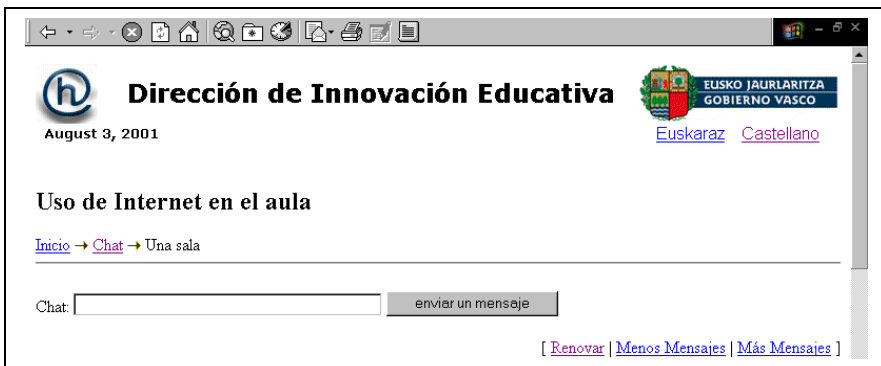 Dirección de Innovación Educativa
EUSKO JAURLARITZA
GOBIERNO VASCO
August 3, 2001
Euskaraz Castellano
Uso de Internet en el aula
Inicio → Chat → Una sala
Chat: enviar un mensaje
[ Renovar | Menos Mensajes | Más Mensajes ]